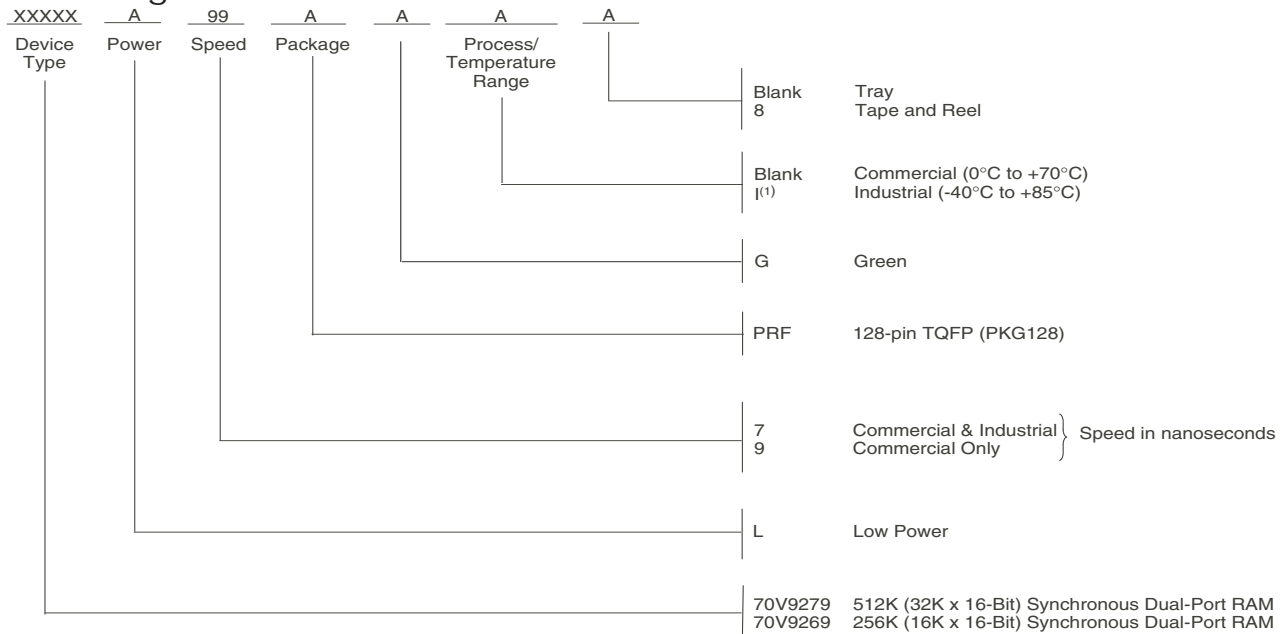 XXXXX A 99 A A A A
Device Type Power Speed Package Process/ Temperature Range
Blank Tray
8 Tape and Reel
Blank Commercial (0°C to +70°C)
I(1) Industrial (-40°C to +85°C)
G Green
PRF 128-pin TQFP (PKG128)
7 Commercial & Industrial
9 Commercial Only
Speed in nanoseconds
L Low Power
70V9279 512K (32K x 16-Bit) Synchronous Dual-Port RAM
70V9269 256K (16K x 16-Bit) Synchronous Dual-Port RAM